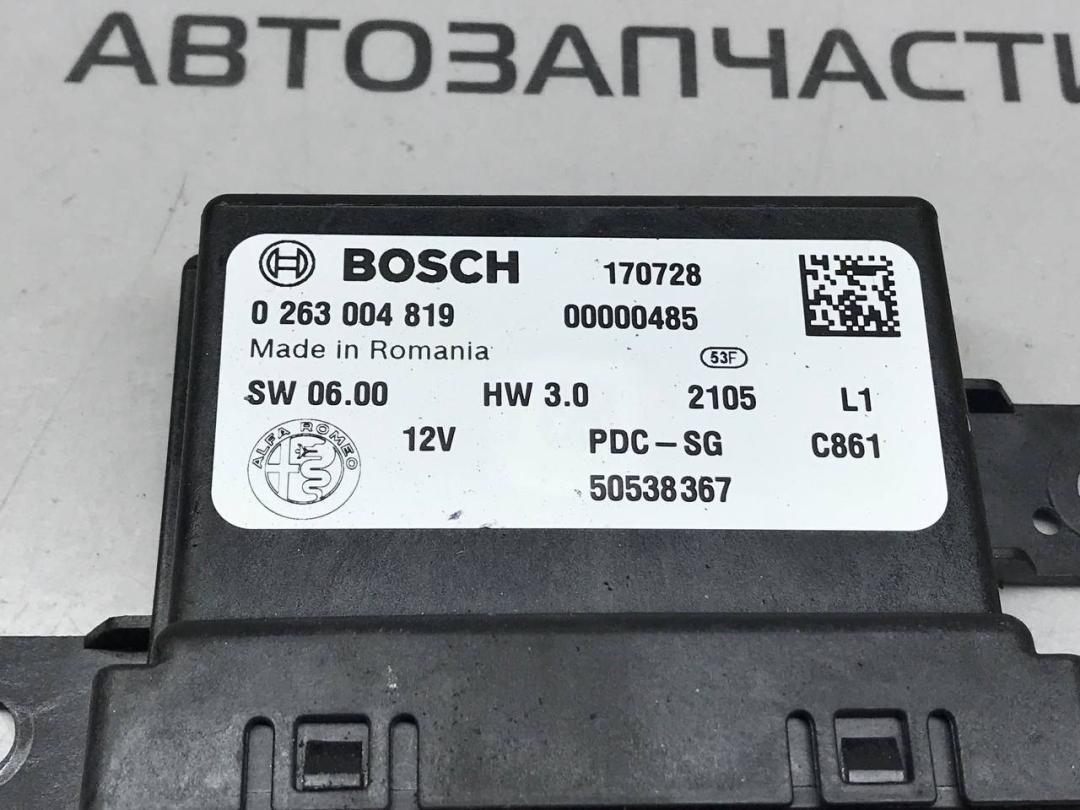 АВТОЗАПЧАСТИ
BOSCH 170728
0 263 004 819 00000485
Made in Romania 53F
SW 06.00 HW 3.0 2105 L1
ALFA ROMEO 12V PDC-SG C861
50538367